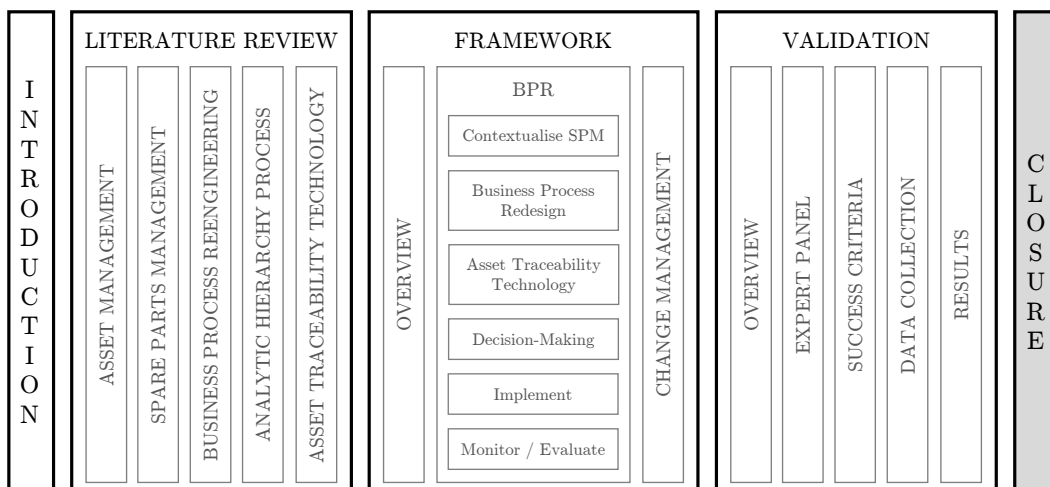 INTRODUCTION
LITERATURE REVIEW
ASSET MANAGEMENT
SPARE PARTS MANAGEMENT
BUSINESS PROCESS REENGINEERING
ANALYTIC HIERARCHY PROCESS
ASSET TRACEABILITY TECHNOLOGY
FRAMEWORK
OVERVIEW
BPR
Contextualise SPM
Business Process
Redesign
Asset Traceability
Technology
Decision-Making
Implement
Monitor / Evaluate
CHANGE MANAGEMENT
VALIDATION
OVERVIEW
EXPERT PANEL
SUCCESS CRITERIA
DATA COLLECTION
RESULTS
CLOSURE